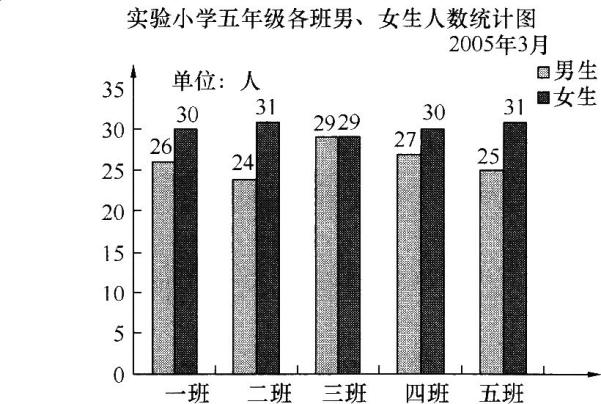 实验小学五年级各班男、女生人数统计图
2005年3月
单位：人
男生
女生
35
30
25
20
15
10
5
0
26 30
24 31
29 29
27 30
25 31
一班 二班 三班 四班 五班